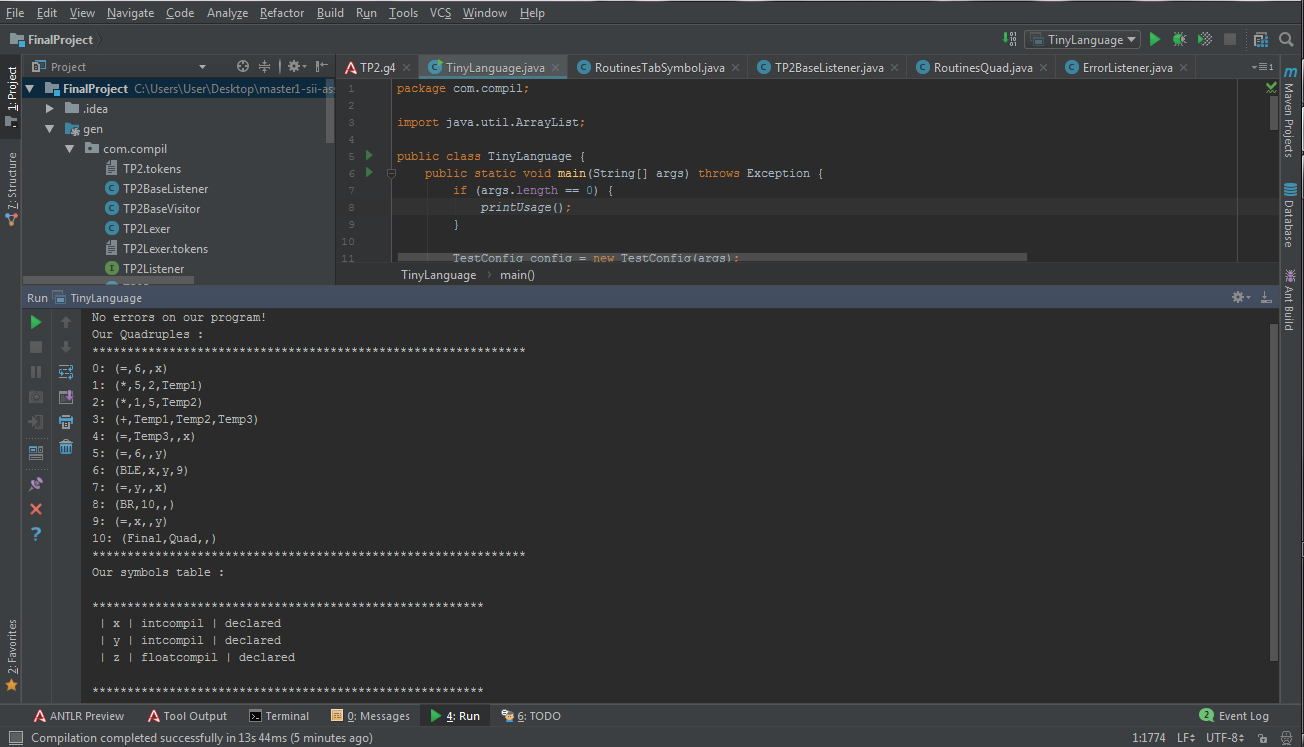 File Edit View Navigate Code Analyze Refactor Build Run Tools VCS Window Help
FinalProject
TinyLanguage
1: Project
7: Structure
2: Favorites
Project
FinalProject C:\Users\User\Desktop\master1-sii-as
.idea
gen
com.compil
TP2.tokens
TP2BaseListener
TP2BaseVisitor
TP2Lexer
TP2Lexer.tokens
TP2Listener
TP2.g4 TinyLanguage.java RoutinesTabSymbol.java TP2BaseListener.java RoutinesQuad.java ErrorListener.java
1 package com.compil;
2
3 import java.util.ArrayList;
4
5 public class TinyLanguage {
6 public static void main(String[] args) throws Exception {
7 if (args.length == 0) {
8 printUsage();
9 }
10
11 TestConfig config = new TestConfig(args);
TinyLanguage main()
Maven Projects
Database
Ant Build
Run TinyLanguage
No errors on our program!
Our Quadruples :
**************************************************************
0: (=,6,,x)
1: (*,5,2,Temp1)
2: (*,1,5,Temp2)
3: (+,Temp1,Temp2,Temp3)
4: (=,Temp3,,x)
5: (=,6,,y)
6: (BLE,x,y,9)
7: (=,y,,x)
8: (BR,10,,)
9: (=,x,,y)
10: (Final,Quad,,)
**************************************************************
Our symbols table :
********************************************************
| x | intcompil | declared
| y | intcompil | declared
| z | floatcompil | declared
********************************************************
ANTLR Preview Tool Output Terminal 0: Messages 4: Run 6: TODO 2 Event Log
Compilation completed successfully in 13s 44ms (5 minutes ago) 1:1774 LF UTF-8